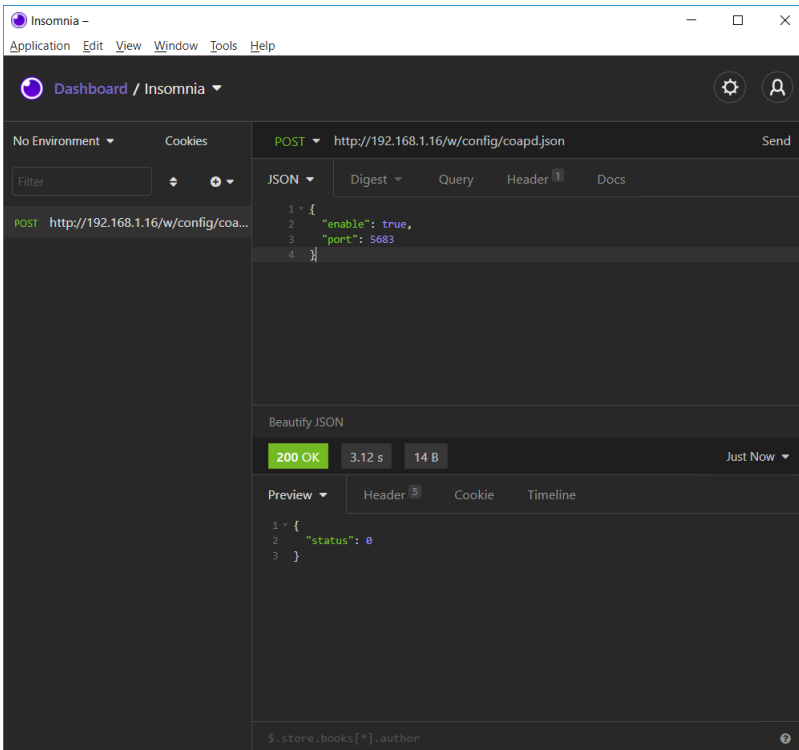 Insomnia –
Application Edit View Window Tools Help
Dashboard / Insomnia
No Environment Cookies
Filter
POST http://192.168.1.16/w/config/coa...
POST http://192.168.1.16/w/config/coapd.json Send
JSON Digest Query Header 1 Docs
1 {
2 "enable": true,
3 "port": 5683
4 }
Beautify JSON
200 OK 3.12 s 14 B Just Now
Preview Header 5 Cookie Timeline
1 {
2 "status": 0
3 }
$.store.books[*].author